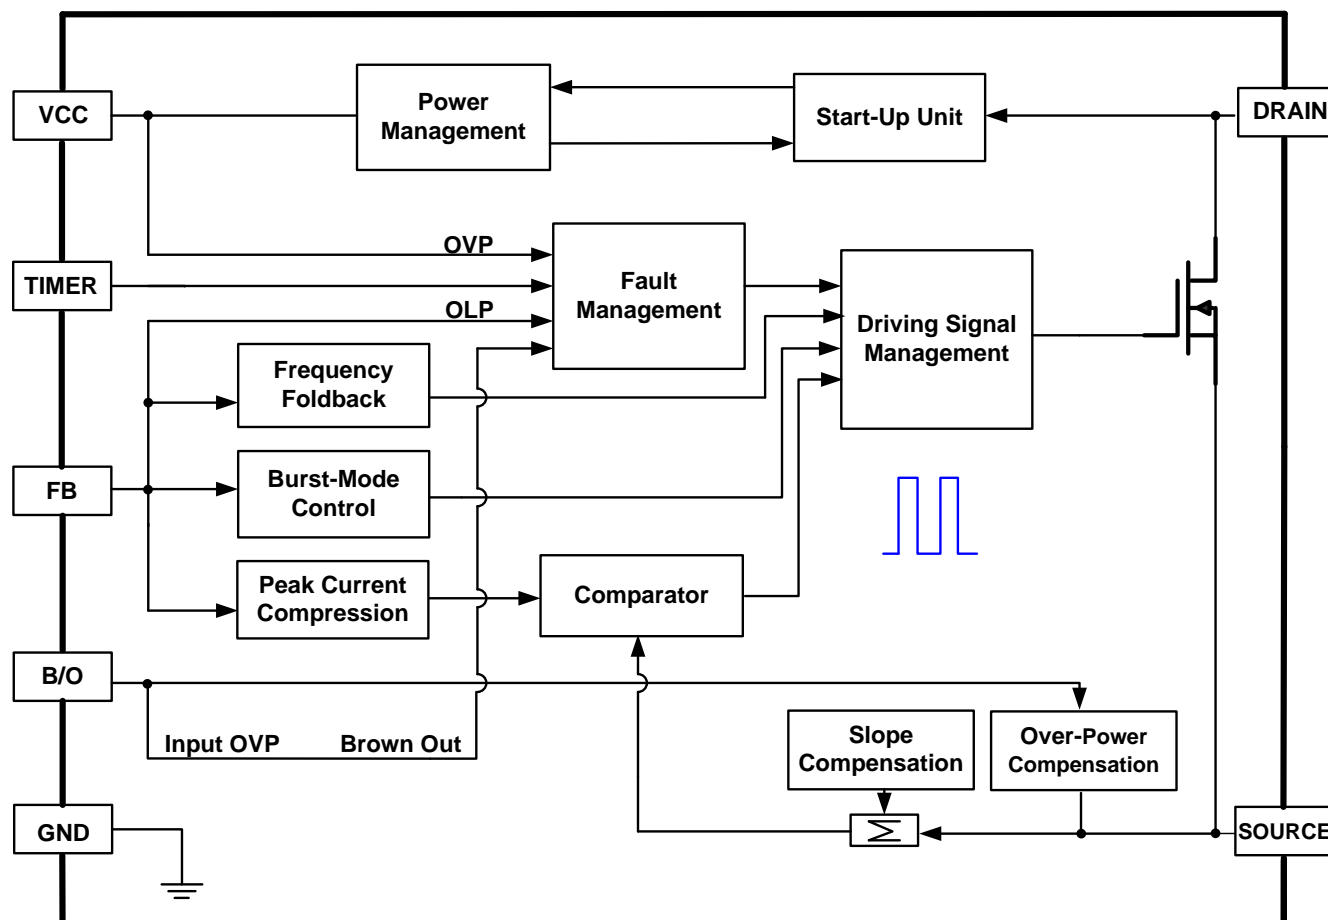 VCC
Power
Management
Start-Up Unit
DRAIN
OVP
TIMER
Fault
Management
OLP
Driving Signal
Management
Frequency
Foldback
FB
Burst-Mode
Control
Peak Current
Compression
Comparator
B/O
Input OVP
Brown Out
Slope
Compensation
Over-Power
Compensation
GND
Σ
SOURCE